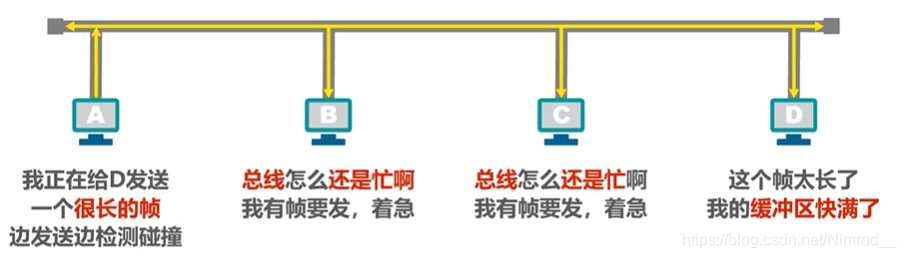 A
B
C
D
我正在给D发送
一个很长的帧
边发送边检测碰撞
总线怎么还是忙啊
我有帧要发，着急
总线怎么还是忙啊
我有帧要发，着急
这个帧太长了
我的缓冲区快满了
https://blog.csdn.net/Nimrod__